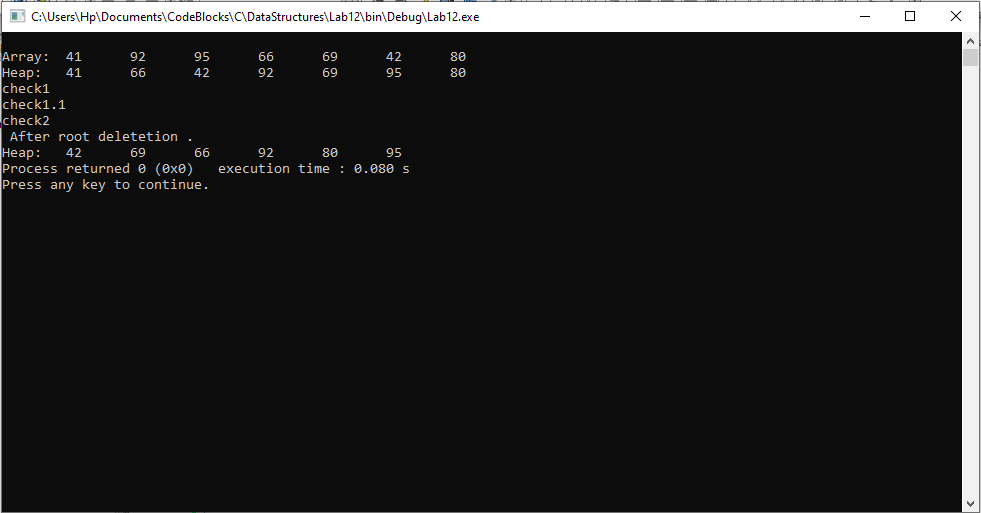 C:\Users\Hp\Documents\CodeBlocks\C\DataStructures\Lab12\bin\Debug\Lab12.exe
Array:  41      92      95      66      69      42      80
Heap:   41      66      42      92      69      95      80
check1
check1.1
check2
 After root deletetion .
Heap:   42      69      66      92      80      95
Process returned 0 (0x0)   execution time : 0.080 s
Press any key to continue.